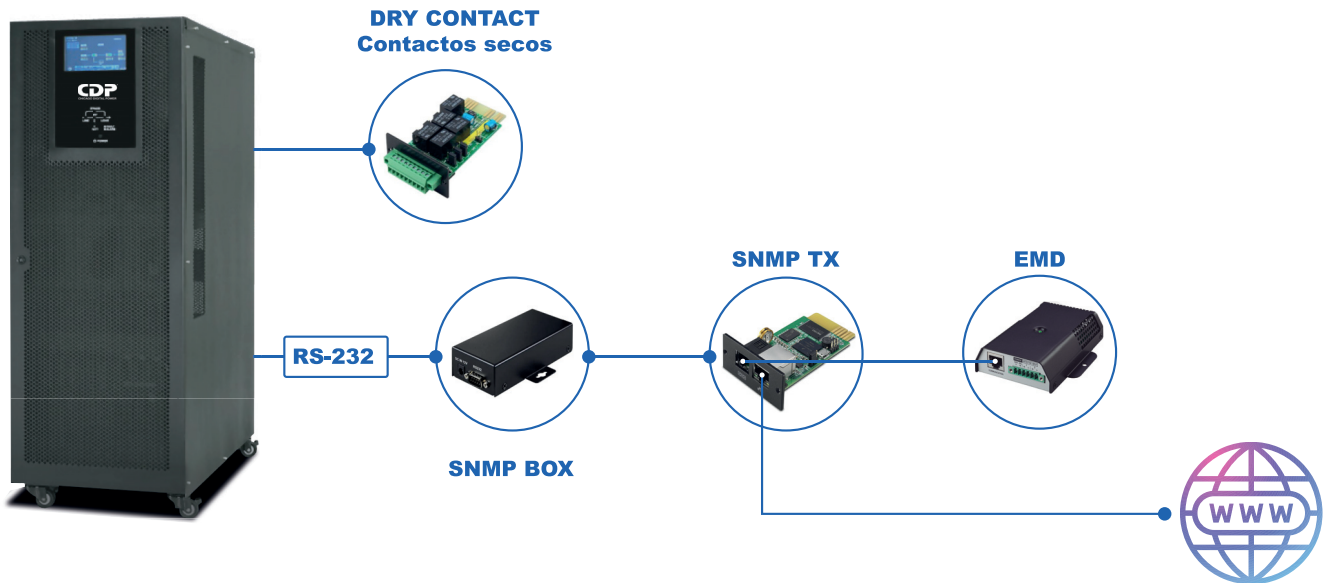 DRY CONTACT
Contactos secos
CDP
RS-232
SNMP BOX
SNMP TX
EMD
WWW